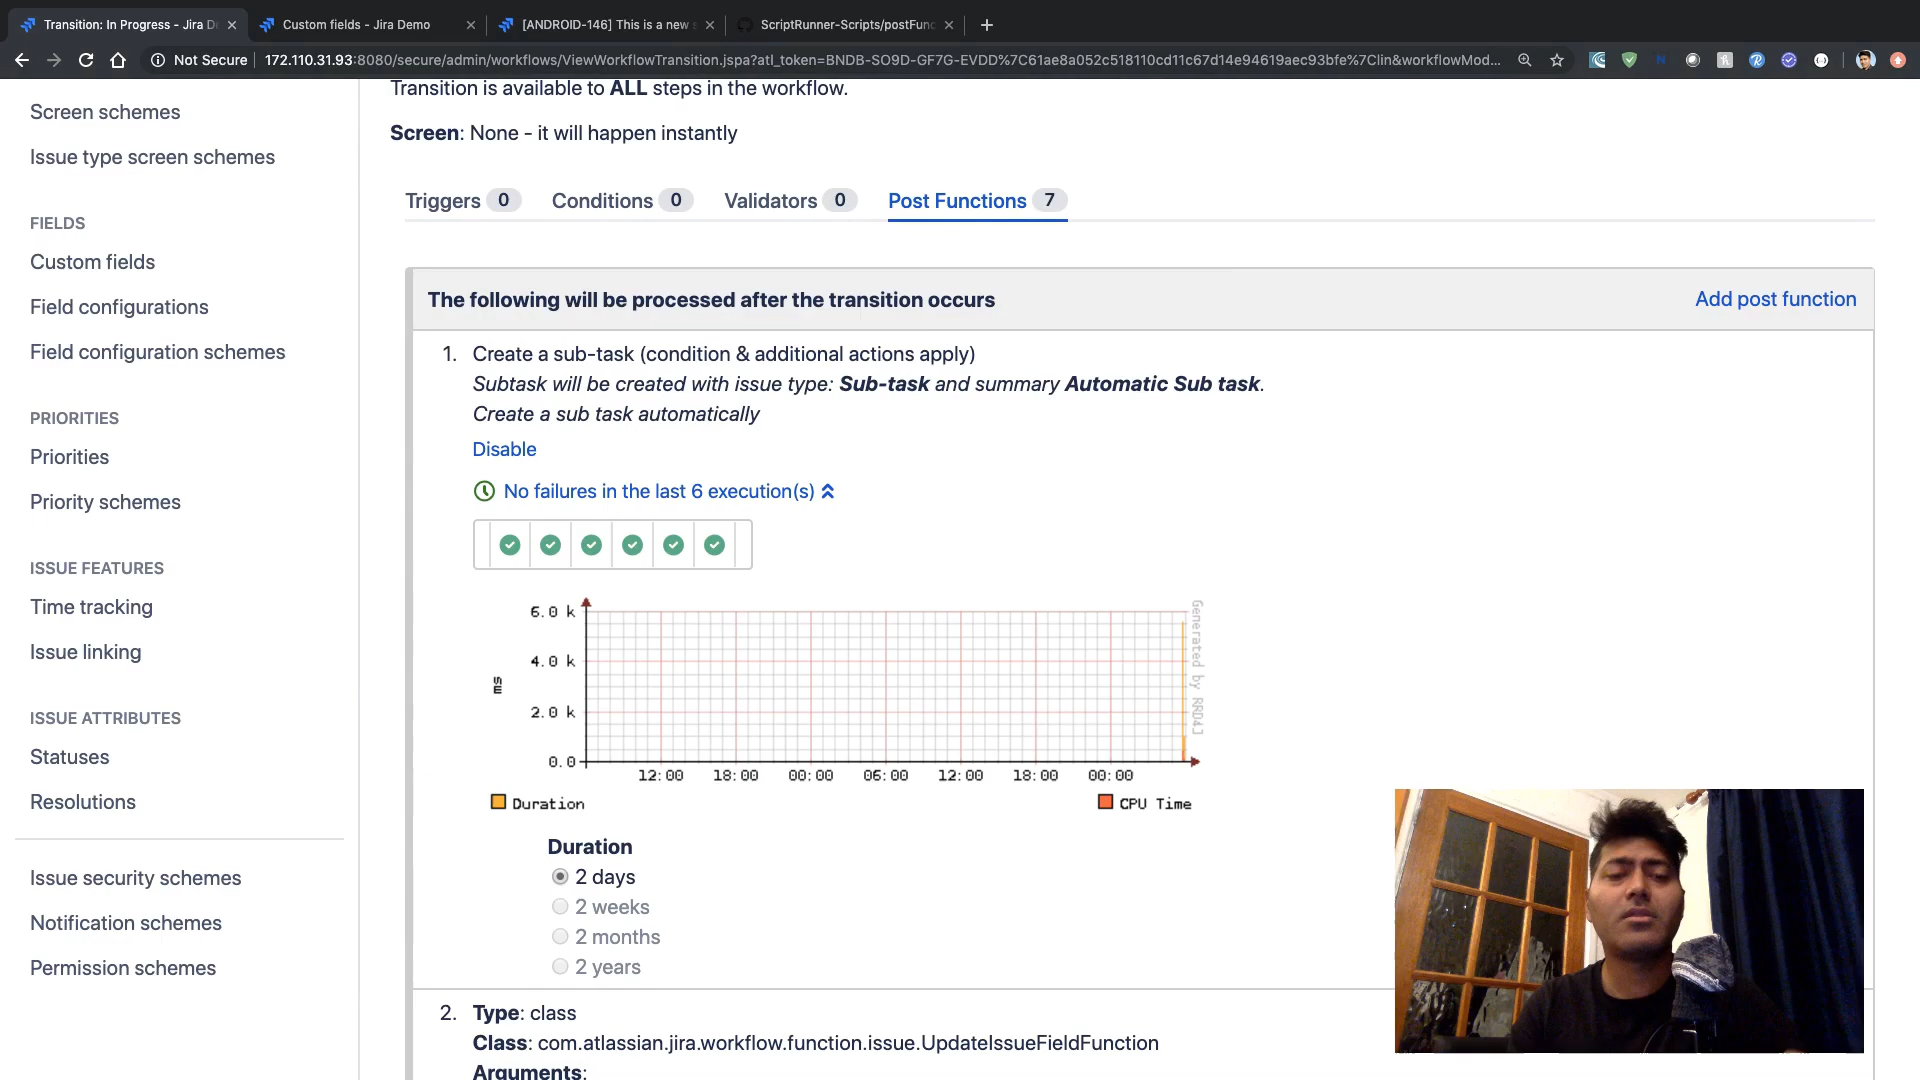 Transition: In Progress - Jira De
Custom fields - Jira Demo
[ANDROID-146] This is a new s
ScriptRunner-Scripts/postFunc
Not Secure
172.110.31.93:8080/secure/admin/workflows/ViewWorkflowTransition.jspa?atl_token=BNDB-SO9D-GF7G-EVDD%7C61ae8a052c518110cd11c67d14e94619aec93bfe%7Clin&workflowMod...
Transition is available to ALL steps in the workflow.
Screen: None - it will happen instantly
Screen schemes
Issue type screen schemes
FIELDS
Custom fields
Field configurations
Field configuration schemes
PRIORITIES
Priorities
Priority schemes
ISSUE FEATURES
Time tracking
Issue linking
ISSUE ATTRIBUTES
Statuses
Resolutions
Issue security schemes
Notification schemes
Permission schemes
Triggers 0
Conditions 0
Validators 0
Post Functions 7
The following will be processed after the transition occurs
Add post function
1. Create a sub-task (condition & additional actions apply)
Subtask will be created with issue type: Sub-task and summary Automatic Sub task.
Create a sub task automatically
Disable
No failures in the last 6 execution(s)
6.0 k
4.0 k
2.0 k
0.0
ms
12:00 18:00 00:00 06:00 12:00 18:00 00:00
Generated by RRD4J
Duration
CPU Time
Duration
2 days
2 weeks
2 months
2 years
2. Type: class
Class: com.atlassian.jira.workflow.function.issue.UpdateIssueFieldFunction
Arguments: